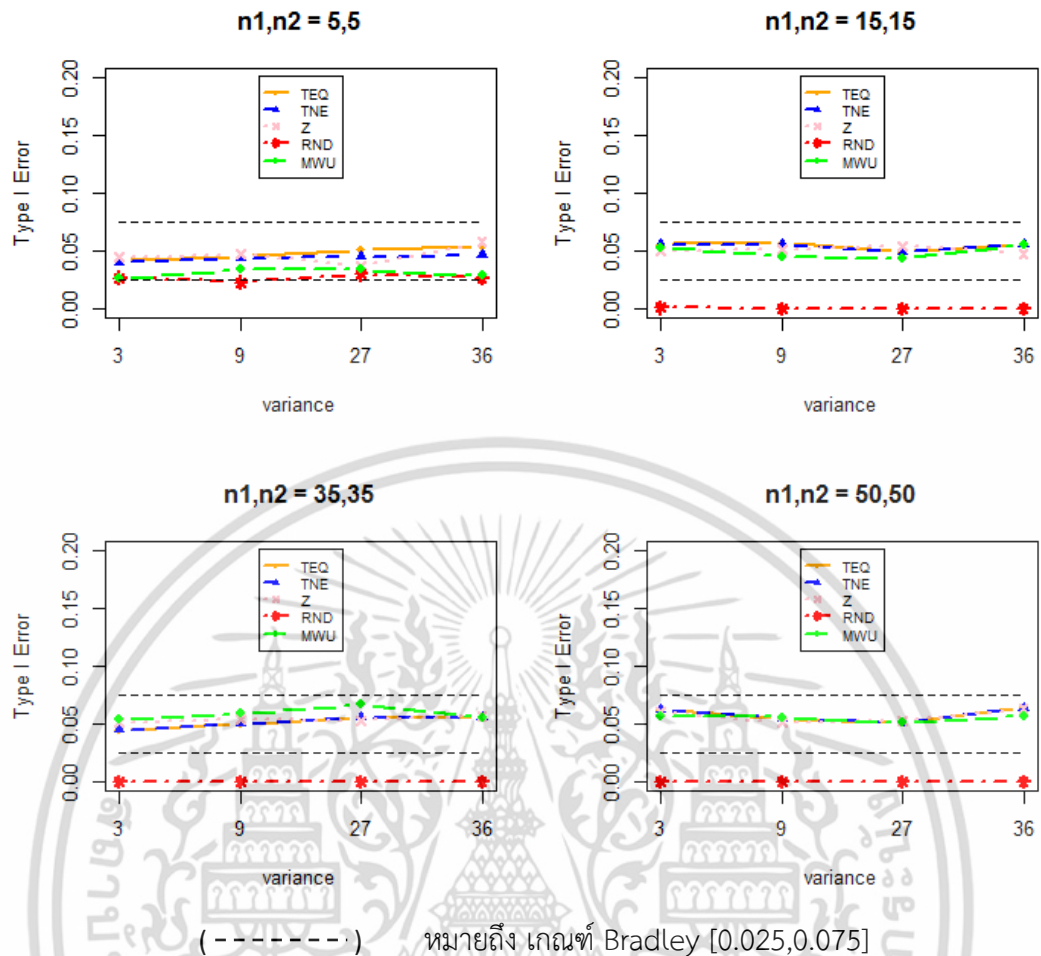 n1,n2 = 5,5
Type I Error
0.00 0.05 0.10 0.15 0.20
TEQ
TNE
Z
RND
MWU
3 9 27 36
variance
n1,n2 = 15,15
Type I Error
0.00 0.05 0.10 0.15 0.20
TEQ
TNE
Z
RND
MWU
3 9 27 36
variance
n1,n2 = 35,35
Type I Error
0.00 0.05 0.10 0.15 0.20
TEQ
TNE
Z
RND
MWU
3 9 27 36
variance
n1,n2 = 50,50
Type I Error
0.00 0.05 0.10 0.15 0.20
TEQ
TNE
Z
RND
MWU
3 9 27 36
variance
( - - - - - - - - ) หมายถึง เกณฑ์ Bradley [0.025,0.075]